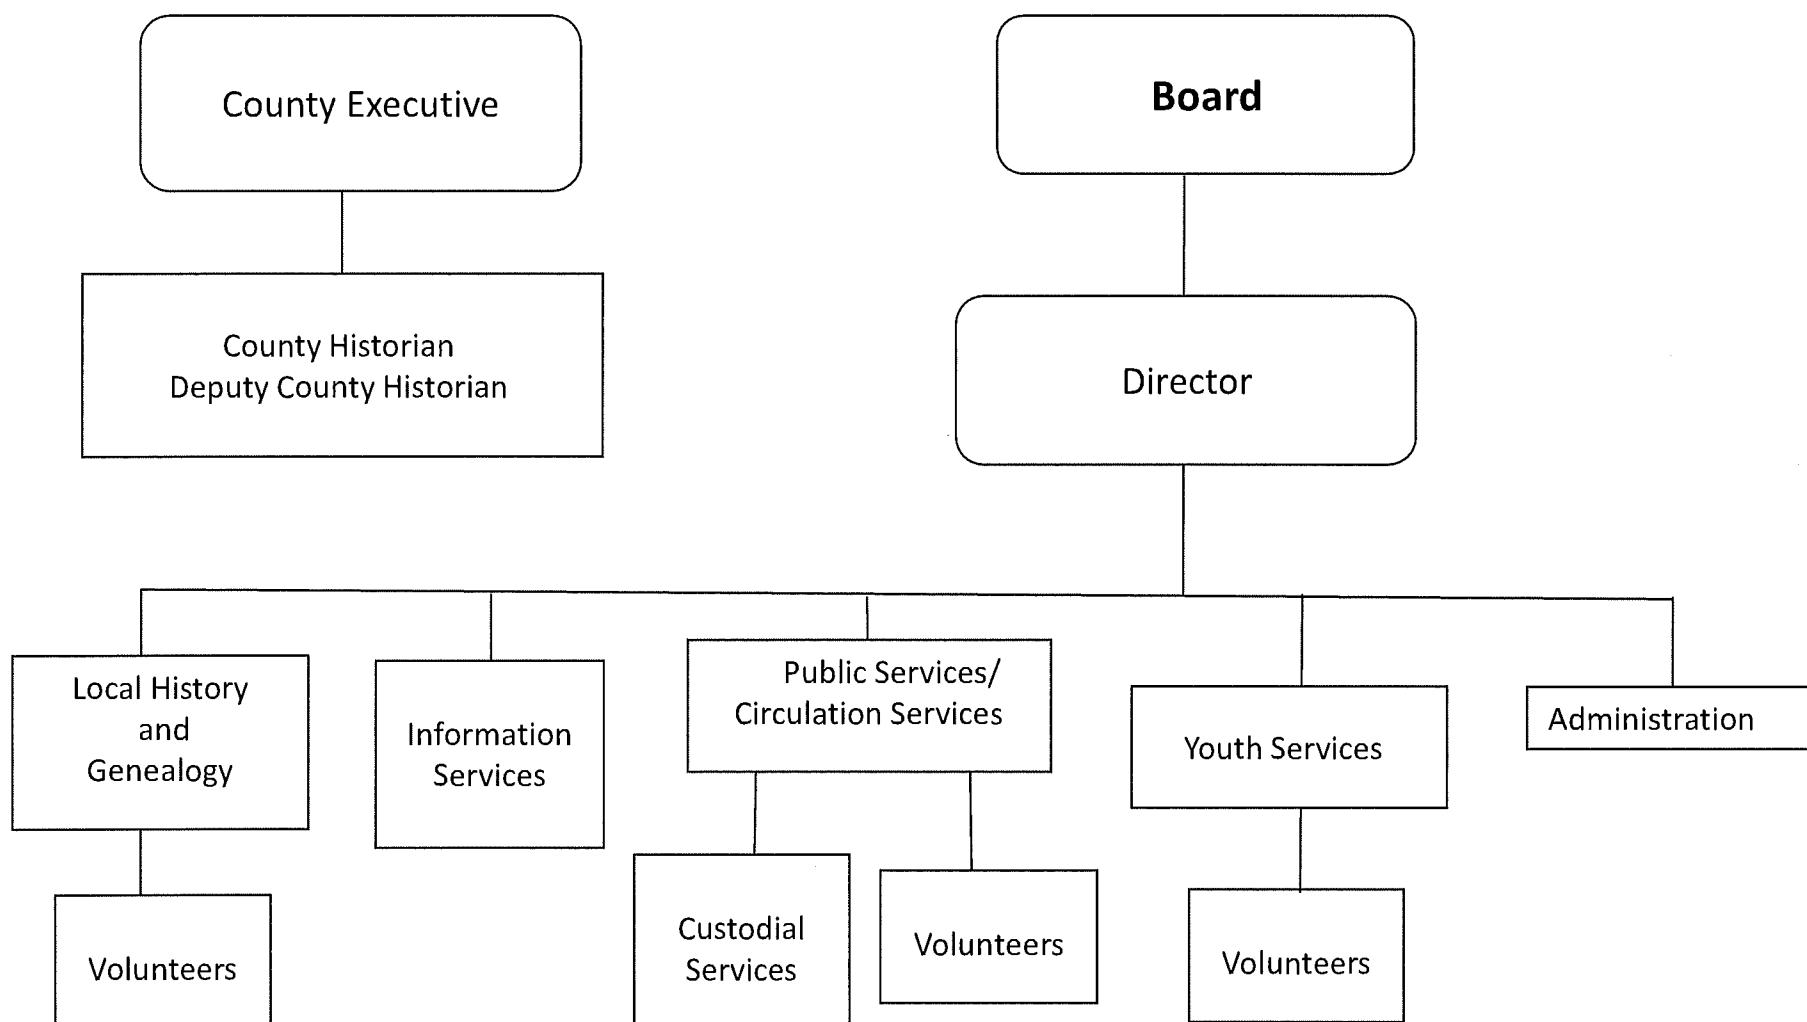 County Executive
Board
County Historian
Deputy County Historian
Director
Local History
and
Genealogy
Information
Services
Public Services/
Circulation Services
Youth Services
Administration
Volunteers
Custodial
Services
Volunteers
Volunteers